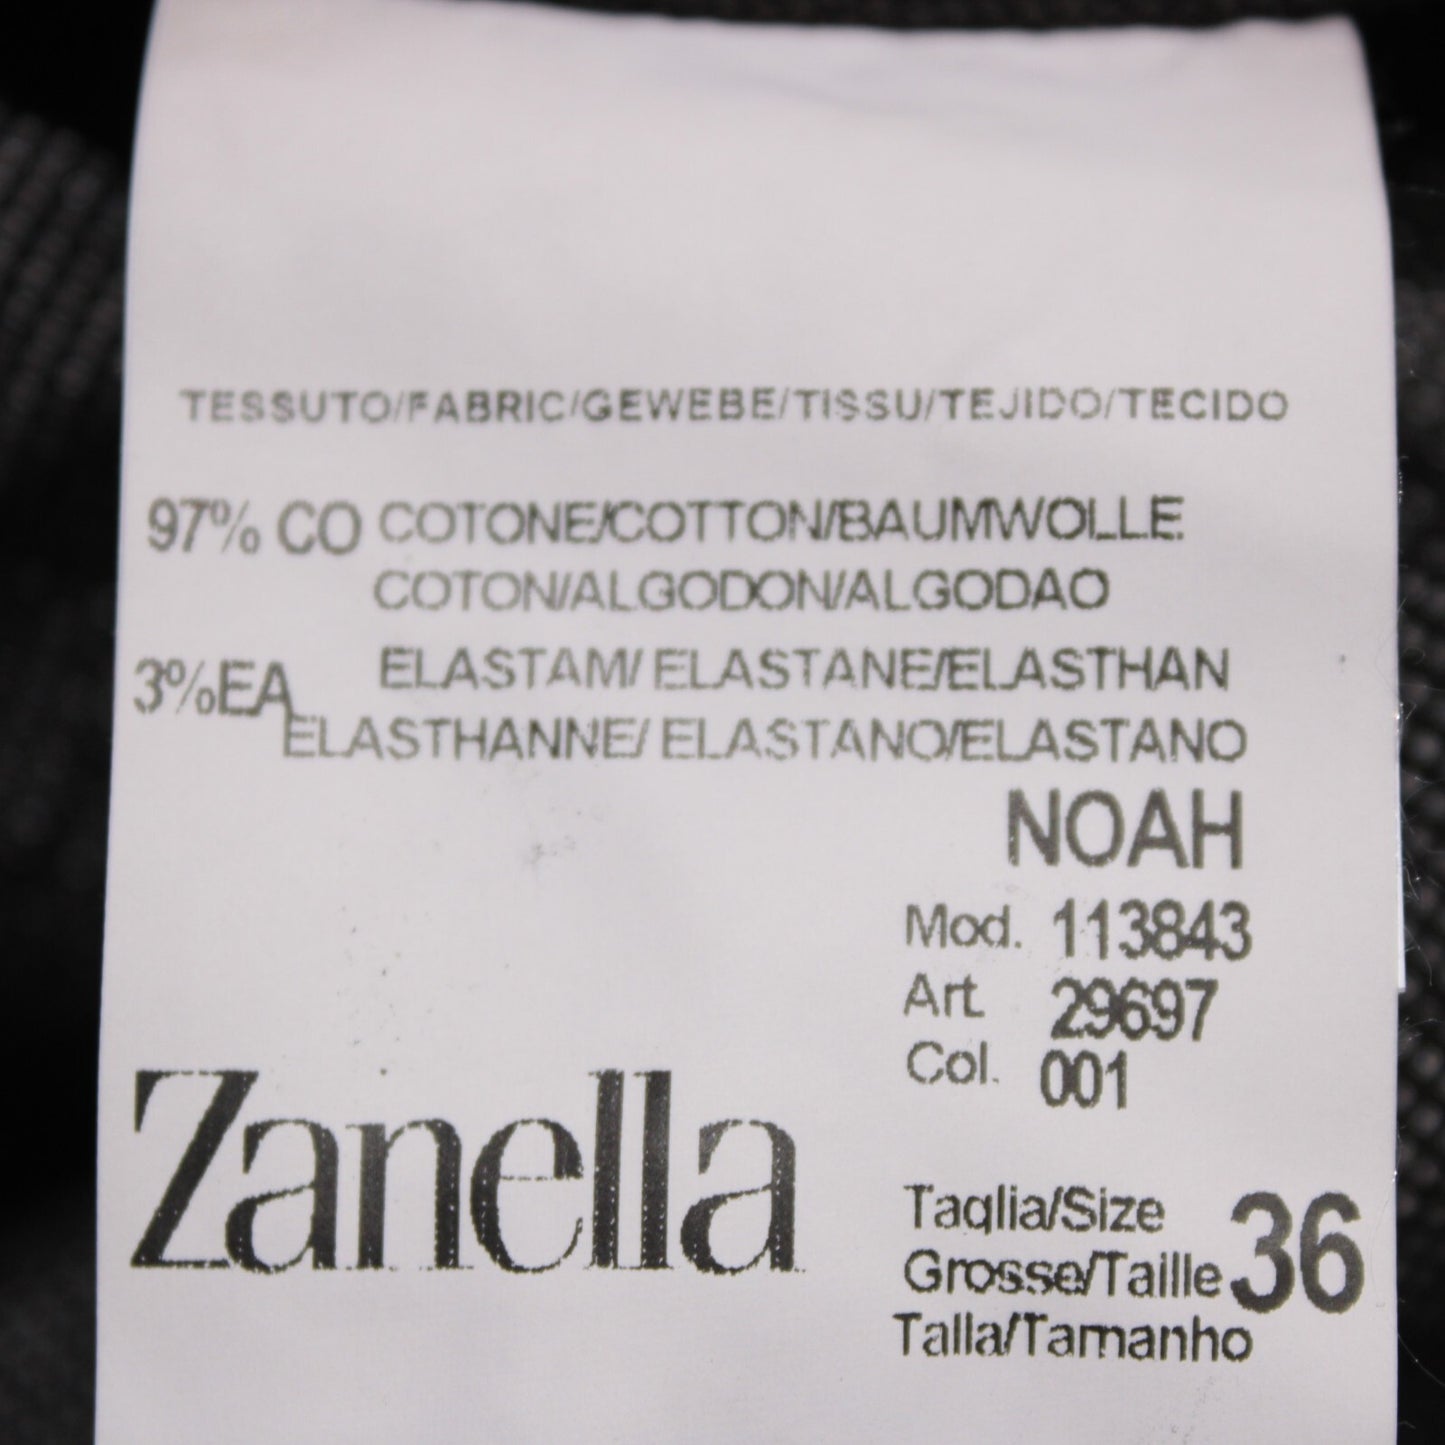 TESSUTO/FABRIC/GEWEBE/TISSU/TEJIDO/TECIDO
97% CO COTONE/COTTON/BAUMWOLLE
COTON/ALGODON/ALGODAO
3%EA ELASTAM/ ELASTANE/ELASTHAN
ELASTHANNE/ ELASTANO/ELASTANO
NOAH
Mod. 113843
Art. 29697
Col. 001
Zanella
Taglia/Size
Grosse/Taille 36
Talla/Tamanho